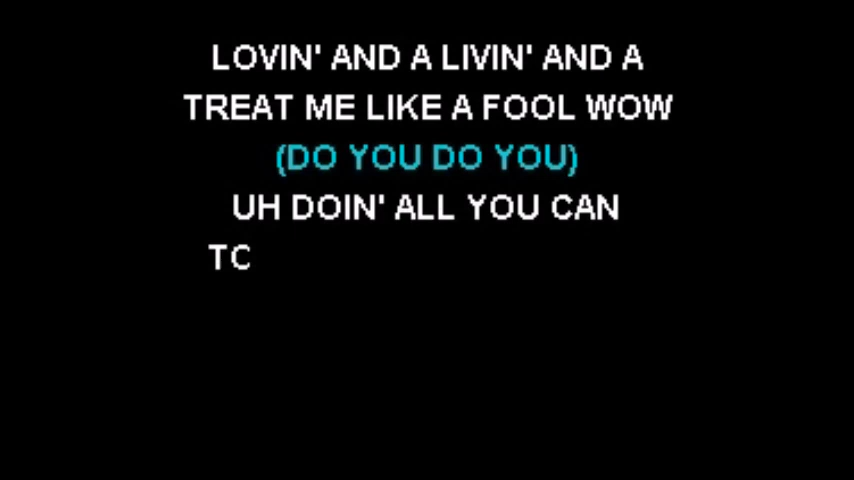 LOVIN' AND A LIVIN' AND A
TREAT ME LIKE A FOOL WOW
(DO YOU DO YOU)
UH DOIN' ALL YOU CAN